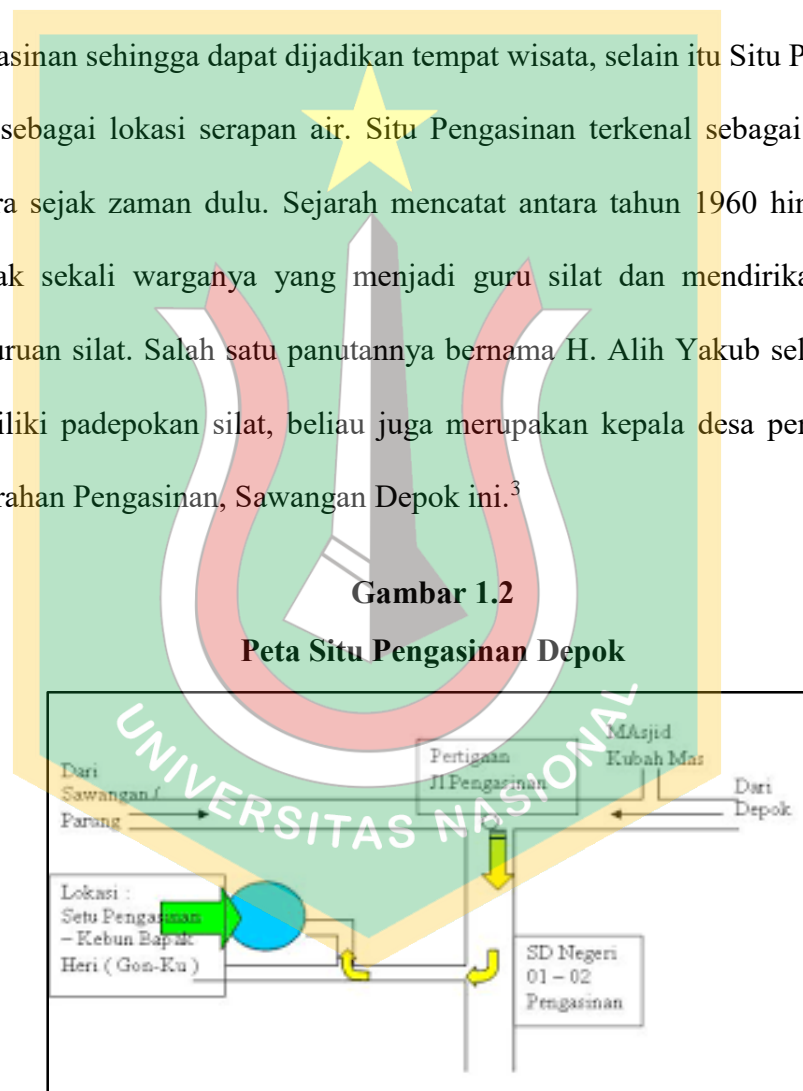 asinan sehingga dapat dijadikan tempat wisata, selain itu Situ P
sebagai lokasi serapan air. Situ Pengasinan terkenal sebagai
ra sejak zaman dulu. Sejarah mencatat antara tahun 1960 hin
ak sekali warganya yang menjadi guru silat dan mendirika
uruan silat. Salah satu panutannya bernama H. Alih Yakub sel
iliki padepokan silat, beliau juga merupakan kepala desa per
rahan Pengasinan, Sawangan Depok ini.³
Gambar 1.2
Peta Situ Pengasinan Depok
Dari
Sawangan /
Parung
Pertigaan
Jl Pengasinan
MAsjid
Kubah Mas
Dari
Depok
Lokasi :
Setu Pengasinan
– Kebun Bapak
Heri ( Gon-Ku )
SD Negeri
01 – 02
Pengasinan
UNIVERSITAS NASIONAL